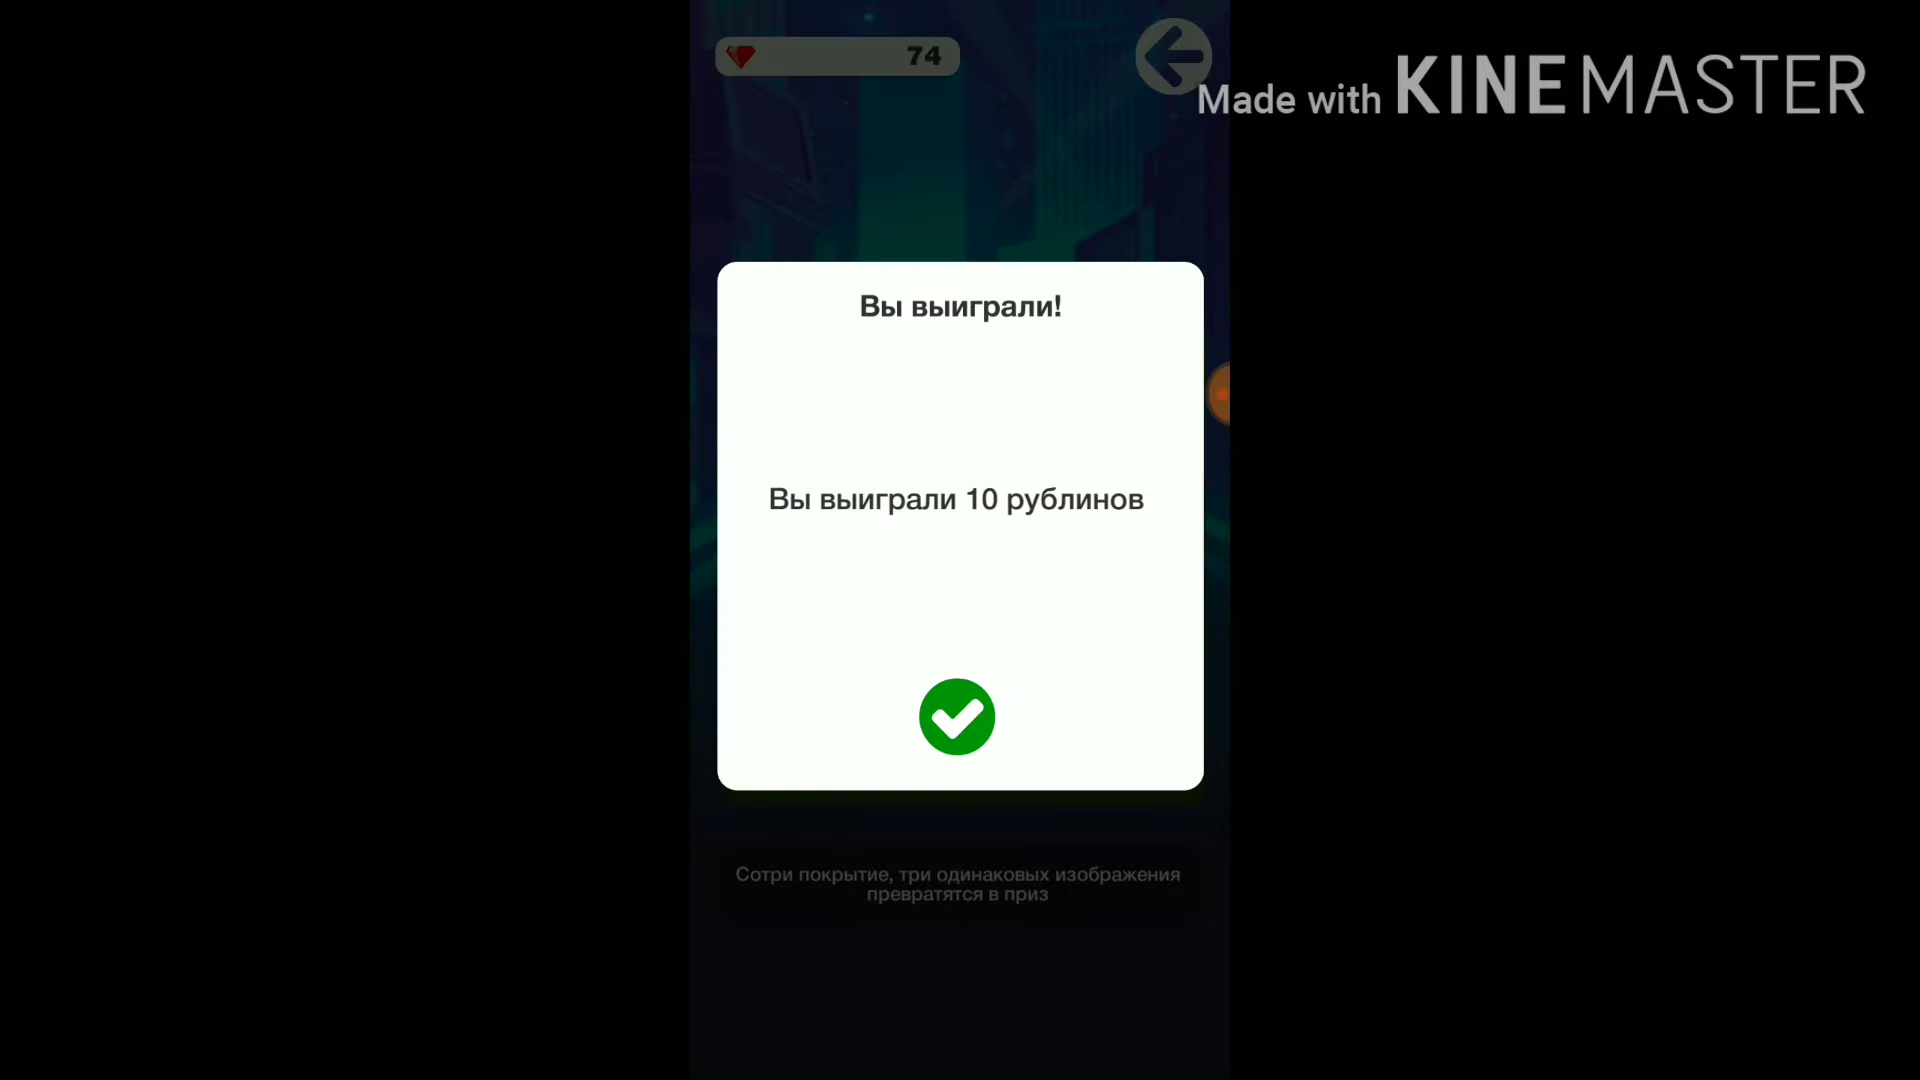 74
Made with KINEMASTER
Вы выиграли!
Вы выиграли 10 рублинов
Сотри покрытие, три одинаковых изображения
превратятся в приз